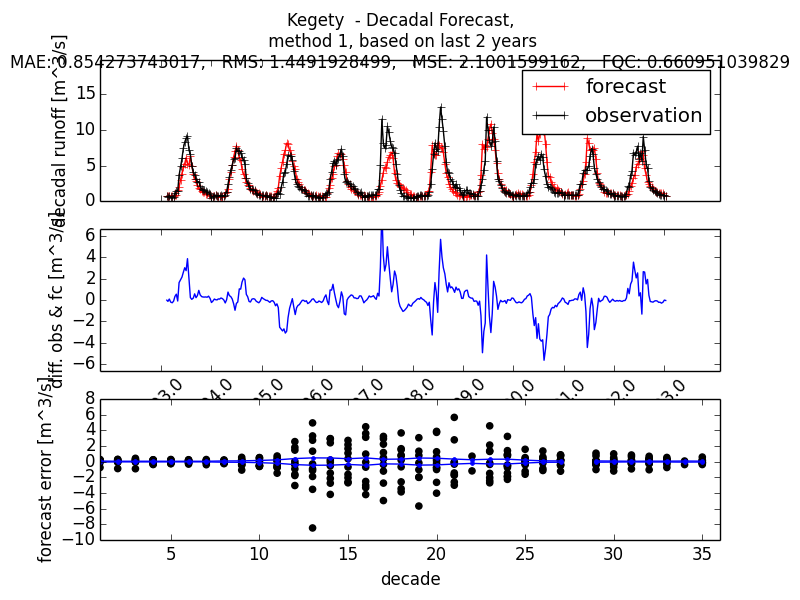 Kegety - Decadal Forecast,
method 1, based on last 2 years
MAE: 0.854273743017, RMS: 1.4491928499, MSE: 2.1001599162, FQC: 0.660951039829
decadal runoff [m^3/s]
15
10
5
0
forecast
observation
diff. obs & fc [m^3/s]
6
4
2
0
−2
−4
−6
03.0
forecast error [m^3/s]
8
6
4
2
0
−2
−4
−6
−8
−10
5 10 15 20 25 30 35
decade